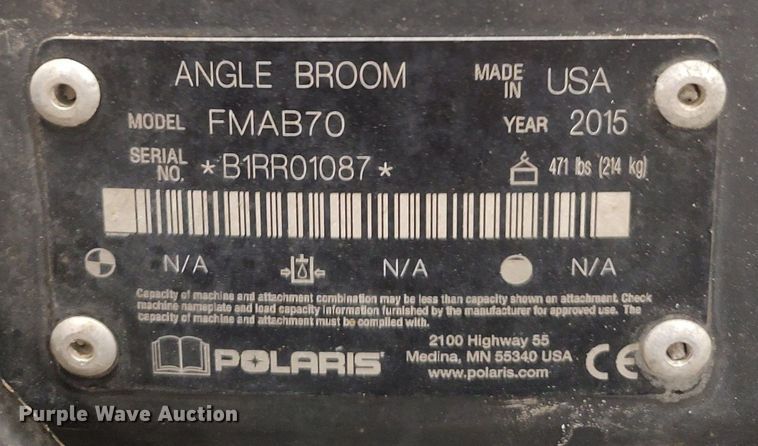 ANGLE BROOM MADE IN USA
MODEL FMAB70 YEAR 2015
SERIAL NO. *B1RR01087* 471 lbs (214 kg)
N/A N/A N/A
Capacity of machine and attachment combination may be less than capacity shown on attachment. Check
machine nameplate and load capacity information furnished by the manufacturer for approved use. The
capacity of machine and attachment must be complied with.
POLARIS
2100 Highway 55
Medina, MN 55340 USA
www.polaris.com
CE
Purple Wave Auction